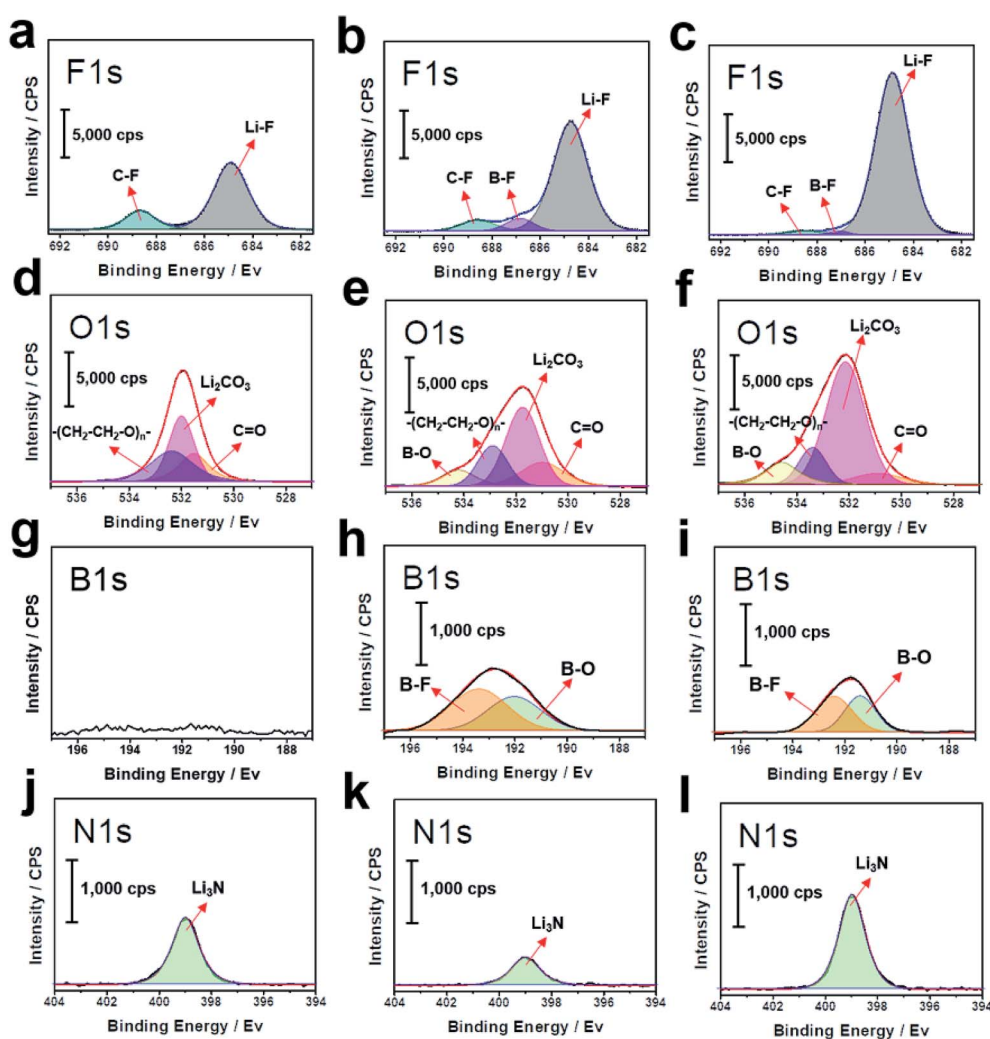 a
F1s
5,000 cps
C-F
Li-F
Intensity / CPS
692 690 688 686 684 682
Binding Energy / Ev
b
F1s
5,000 cps
C-F
B-F
Li-F
Intensity / CPS
692 690 688 686 684 682
Binding Energy / Ev
c
F1s
5,000 cps
C-F
B-F
Li-F
Intensity / CPS
692 690 688 686 684 682
Binding Energy / Ev
d
O1s
5,000 cps
Li₂CO₃
-(CH₂-CH₂-O)ₙ-
C=O
Intensity / CPS
536 534 532 530 528
Binding Energy / Ev
e
O1s
5,000 cps
Li₂CO₃
-(CH₂-CH₂-O)ₙ-
B-O
C=O
Intensity / CPS
536 534 532 530 528
Binding Energy / Ev
f
O1s
5,000 cps
Li₂CO₃
-(CH₂-CH₂-O)ₙ-
B-O
C=O
Intensity / CPS
536 534 532 530 528
Binding Energy / Ev
g
B1s
Intensity / CPS
196 194 192 190 188
Binding Energy / Ev
h
B1s
1,000 cps
B-F
B-O
Intensity / CPS
196 194 192 190 188
Binding Energy / Ev
i
B1s
1,000 cps
B-F
B-O
Intensity / CPS
196 194 192 190 188
Binding Energy / Ev
j
N1s
1,000 cps
Li₃N
Intensity / CPS
404 402 400 398 396 394
Binding Energy / Ev
k
N1s
1,000 cps
Li₃N
Intensity / CPS
404 402 400 398 396 394
Binding Energy / Ev
l
N1s
1,000 cps
Li₃N
Intensity / CPS
404 402 400 398 396 394
Binding Energy / Ev